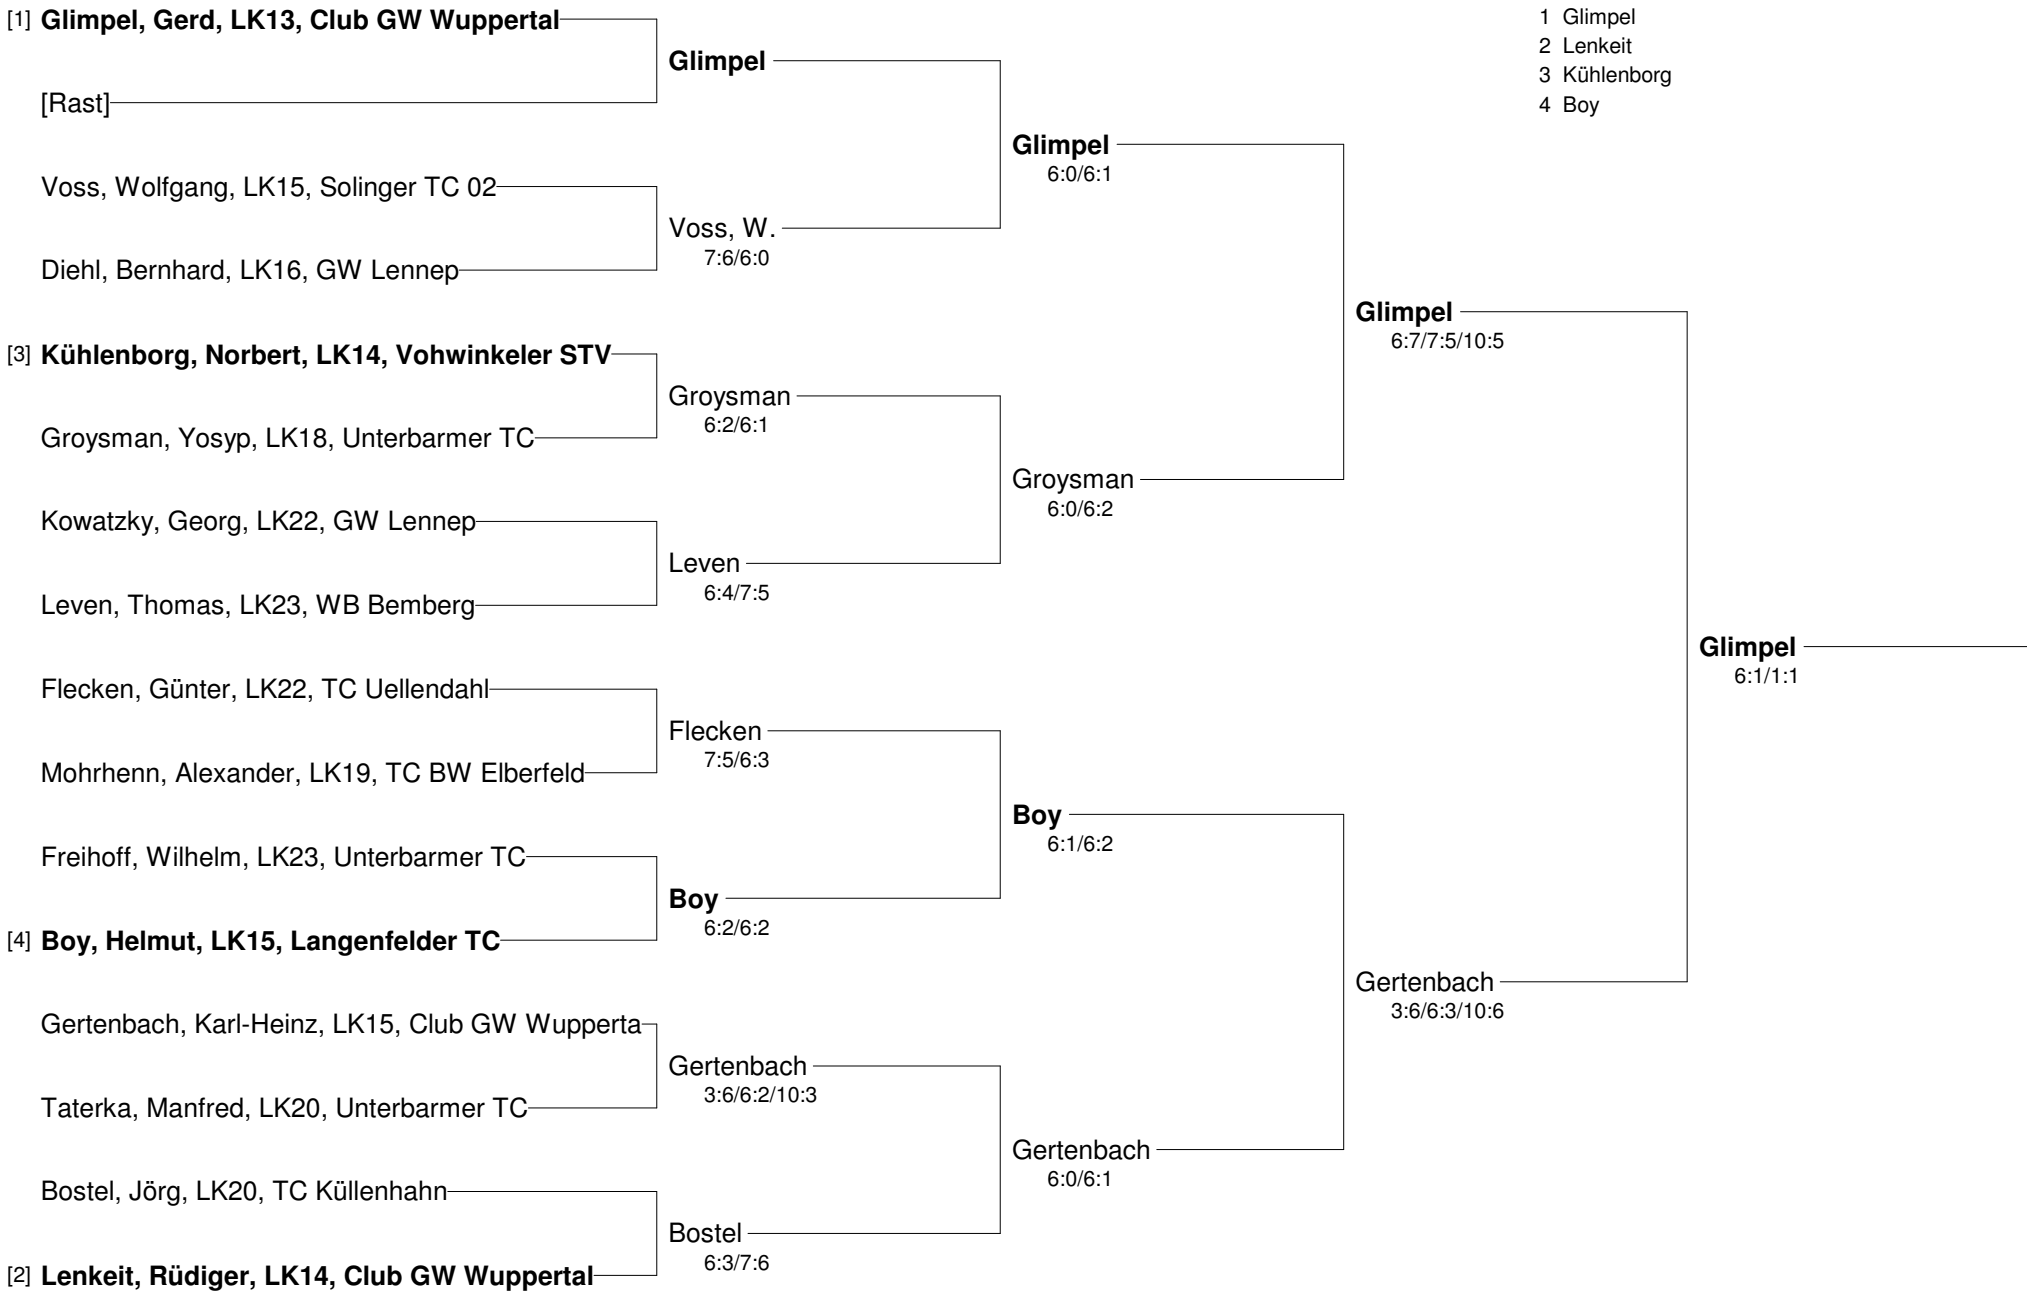 [1] Glimpel, Gerd, LK13, Club GW Wuppertal
[Rast]
Voss, Wolfgang, LK15, Solinger TC 02
Diehl, Bernhard, LK16, GW Lennep
[3] Kühlenborg, Norbert, LK14, Vohwinkeler STV
Groysman, Yosyp, LK18, Unterbarmer TC
Kowatzky, Georg, LK22, GW Lennep
Leven, Thomas, LK23, WB Bemberg
Flecken, Günter, LK22, TC Uellendahl
Mohrhenn, Alexander, LK19, TC BW Elberfeld
Freihoff, Wilhelm, LK23, Unterbarmer TC
[4] Boy, Helmut, LK15, Langenfelder TC
Gertenbach, Karl-Heinz, LK15, Club GW Wupperta
Taterka, Manfred, LK20, Unterbarmer TC
Bostel, Jörg, LK20, TC Küllenhahn
[2] Lenkeit, Rüdiger, LK14, Club GW Wuppertal
Glimpel
Voss, W.
7:6/6:0
Groysman
6:2/6:1
Leven
6:4/7:5
Flecken
7:5/6:3
Boy
6:2/6:2
Gertenbach
3:6/6:2/10:3
Bostel
6:3/7:6
Glimpel
6:0/6:1
Groysman
6:0/6:2
Boy
6:1/6:2
Gertenbach
6:0/6:1
Glimpel
6:7/7:5/10:5
Gertenbach
3:6/6:3/10:6
Glimpel
6:1/1:1
1 Glimpel
2 Lenkeit
3 Kühlenborg
4 Boy